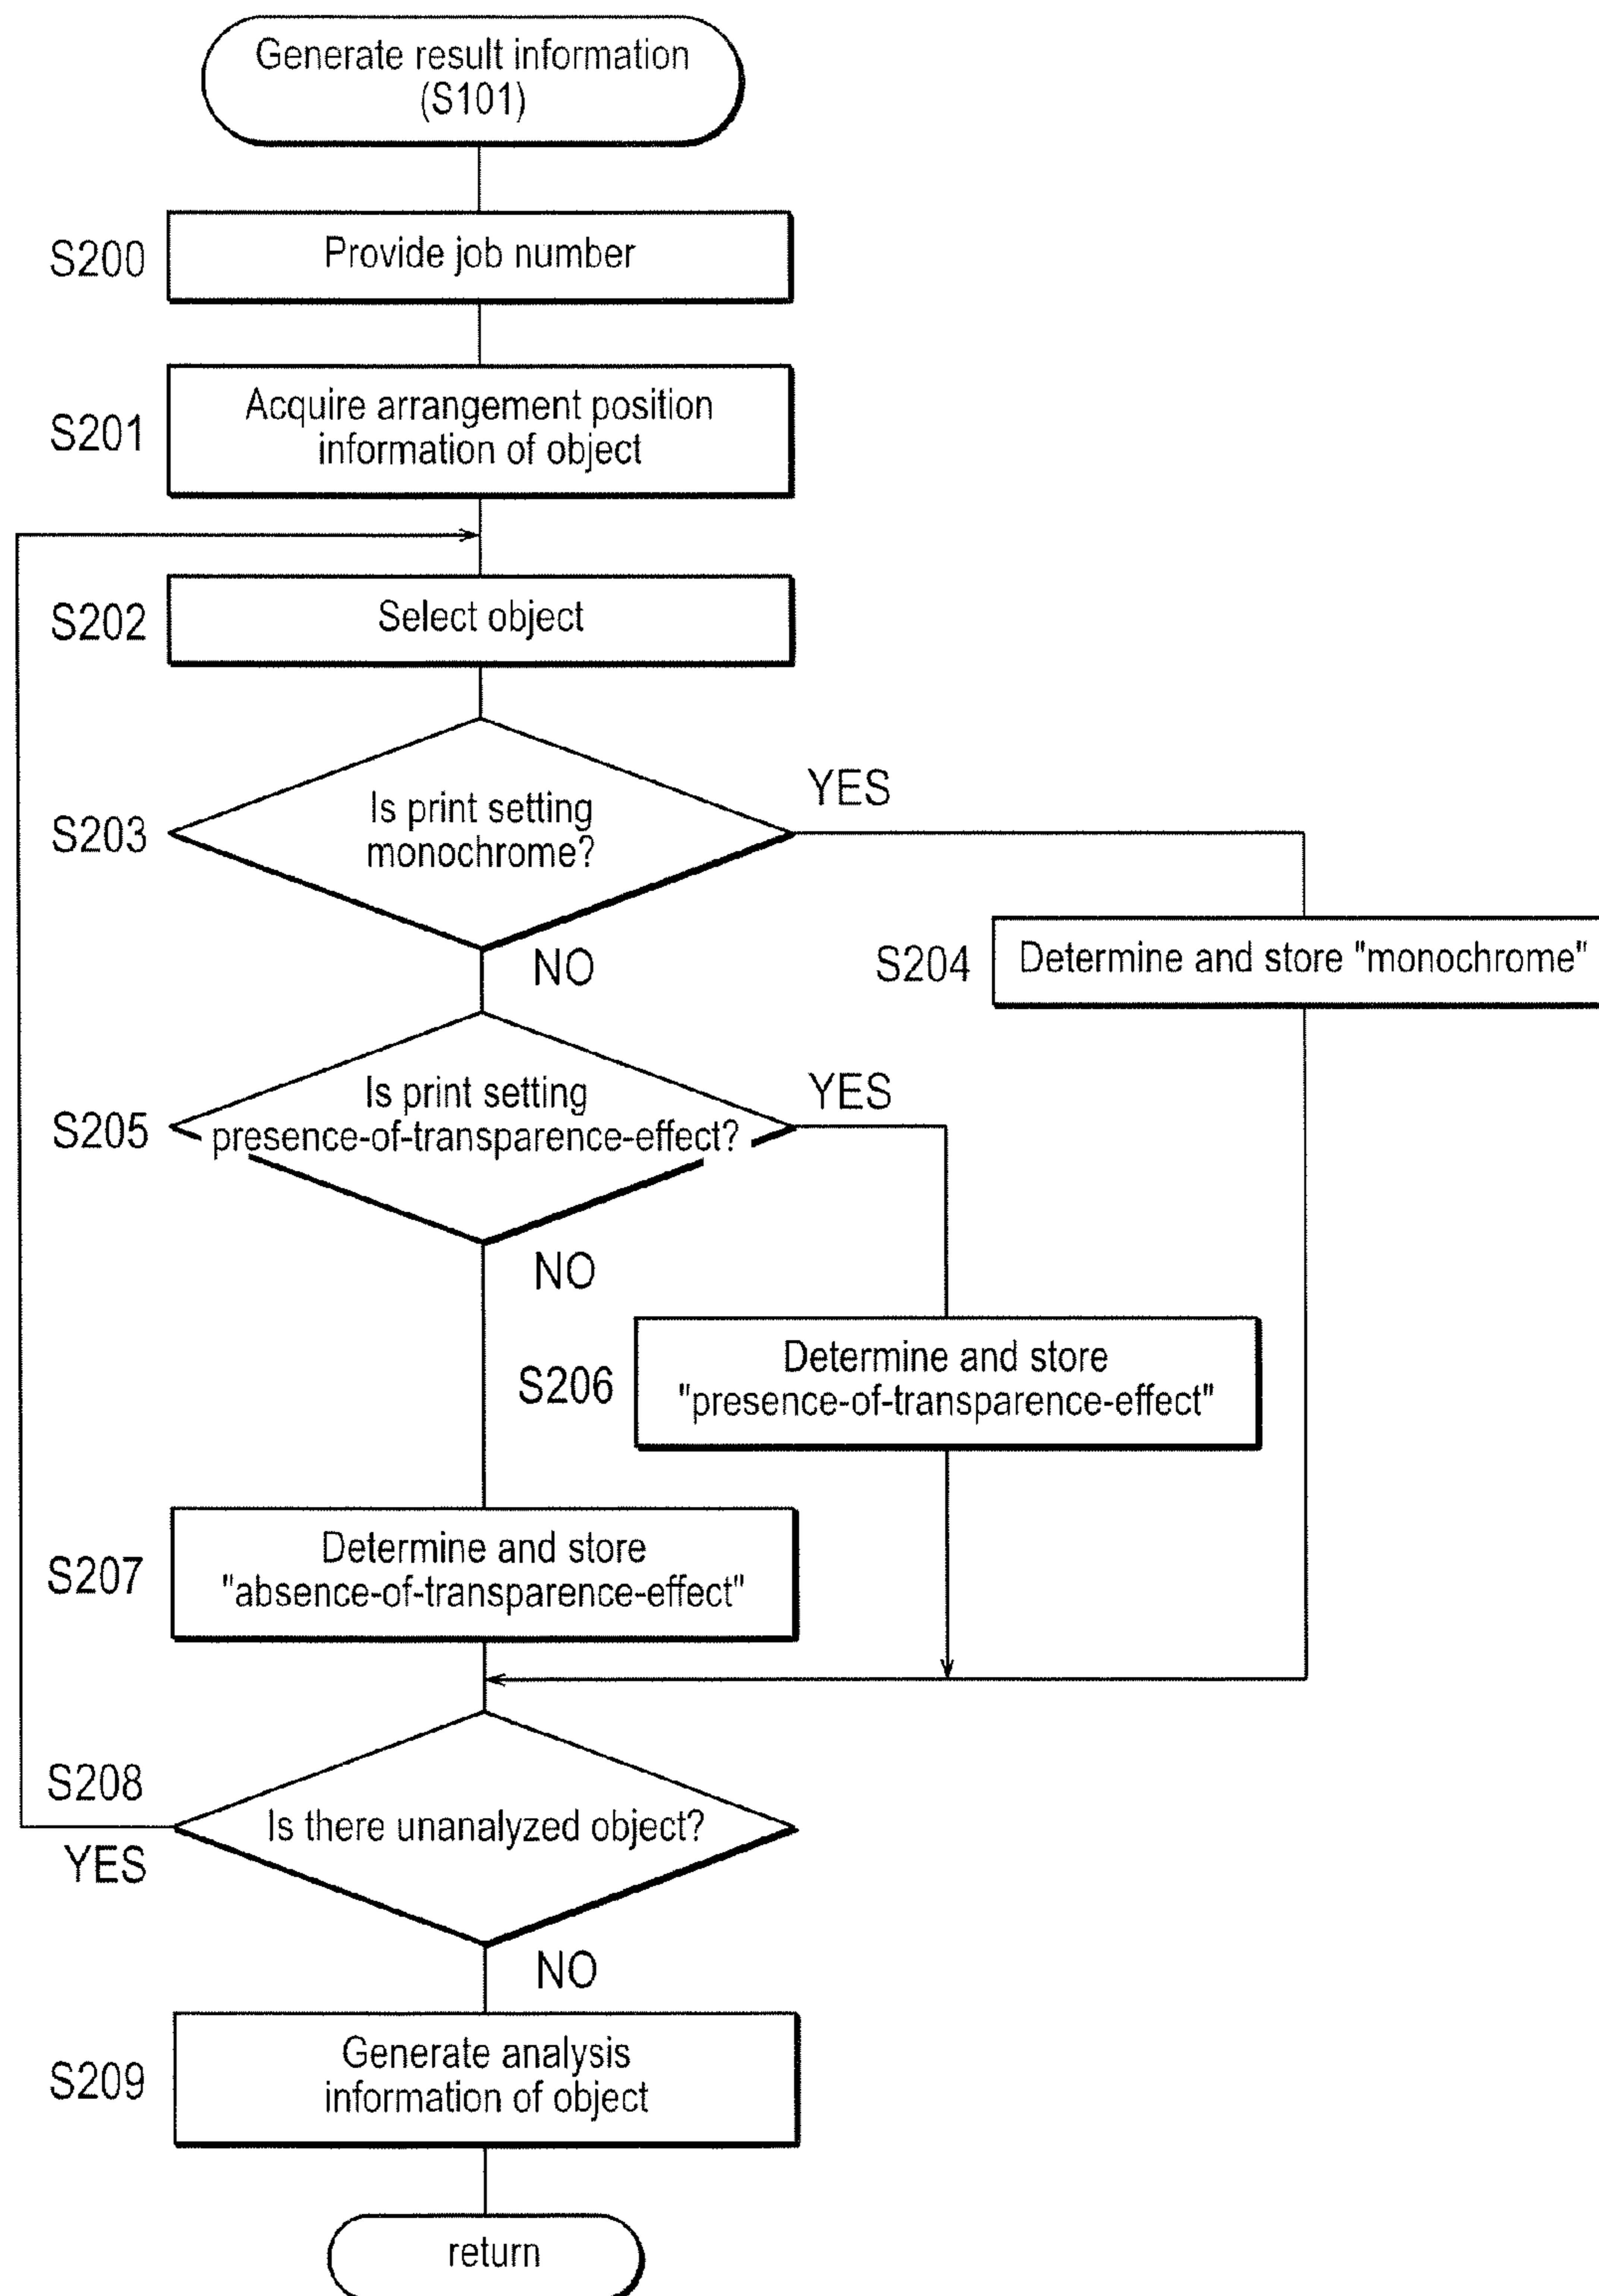 Generate result information
(S101)
S200
Provide job number
S201
Acquire arrangement position
information of object
S202
Select object
S203
Is print setting
monochrome?
YES
NO
S204
Determine and store "monochrome"
S205
Is print setting
presence-of-transparence-effect?
YES
NO
S206
Determine and store
"presence-of-transparence-effect"
S207
Determine and store
"absence-of-transparence-effect"
S208
Is there unanalyzed object?
YES
NO
S209
Generate analysis
information of object
return